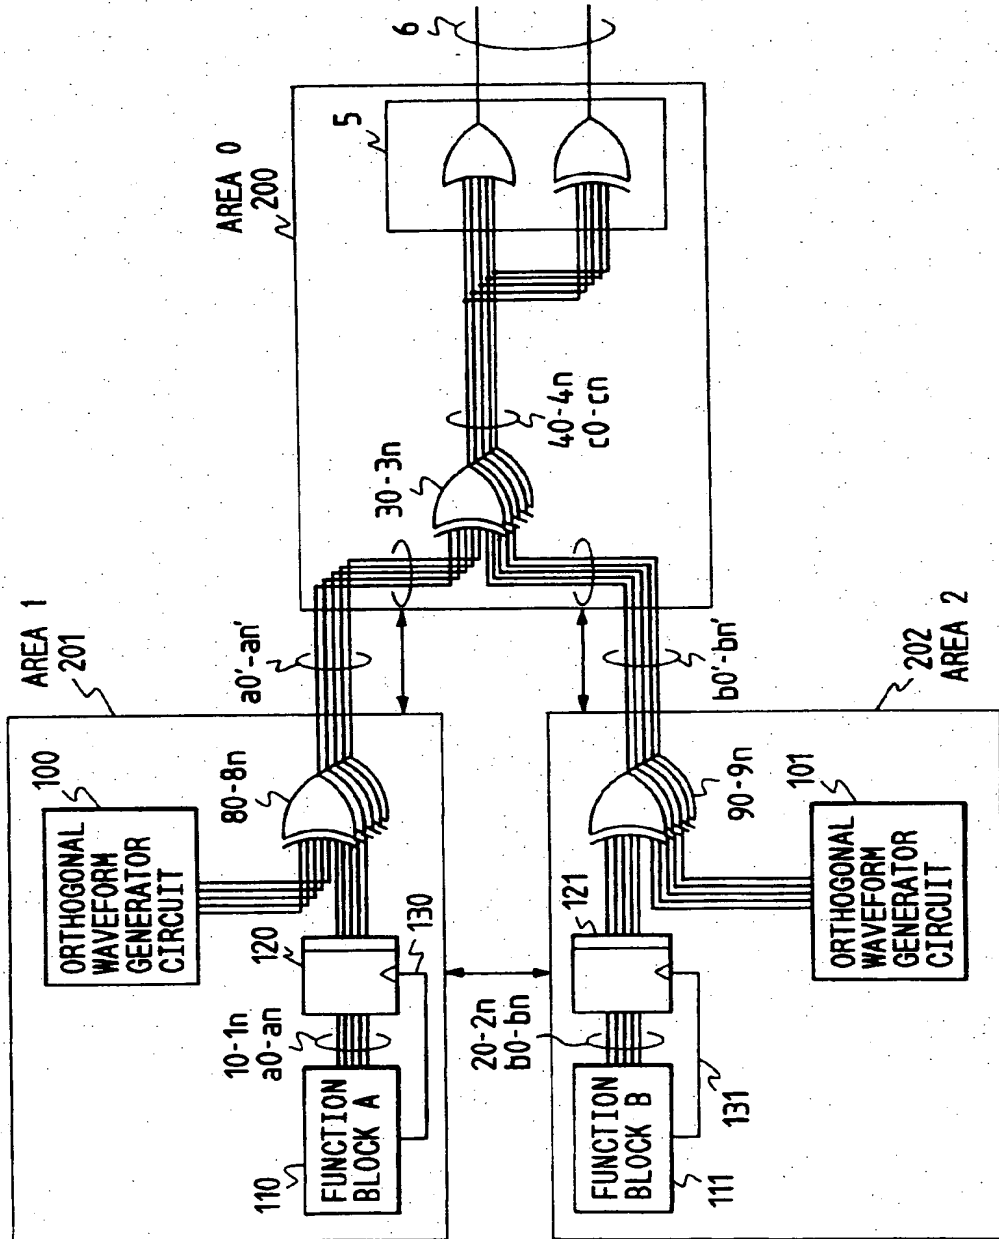 AREA 1
201
100
ORTHOGONAL
WAVEFORM
GENERATOR
CIRCUIT
80-8n
120
130
10-1n
a0-an
110
FUNCTION
BLOCK A
a0'-an'
AREA 0
200
30-3n
40-4n
c0-cn
5
6
20-2n
b0-bn
111
FUNCTION
BLOCK B
121
131
90-9n
101
ORTHOGONAL
WAVEFORM
GENERATOR
CIRCUIT
b0'-bn'
202
AREA 2